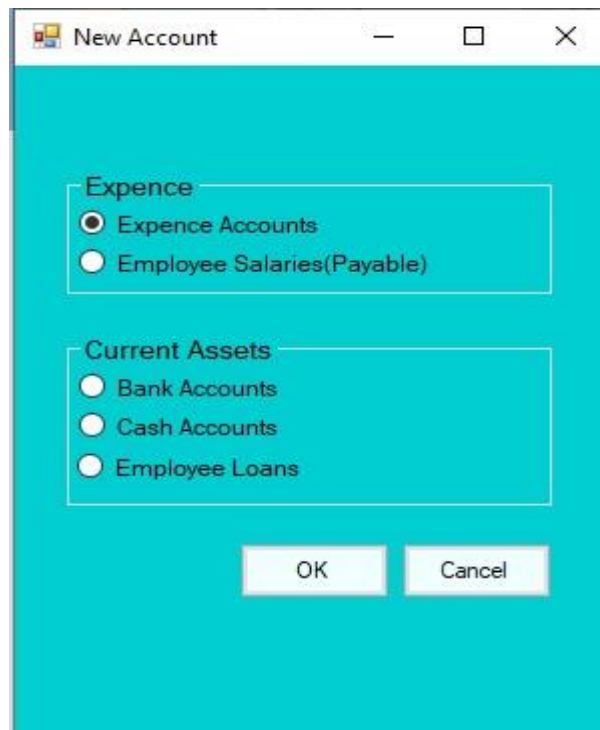 New Account
Expence
Expence Accounts
Employee Salaries(Payable)
Current Assets
Bank Accounts
Cash Accounts
Employee Loans
OK
Cancel